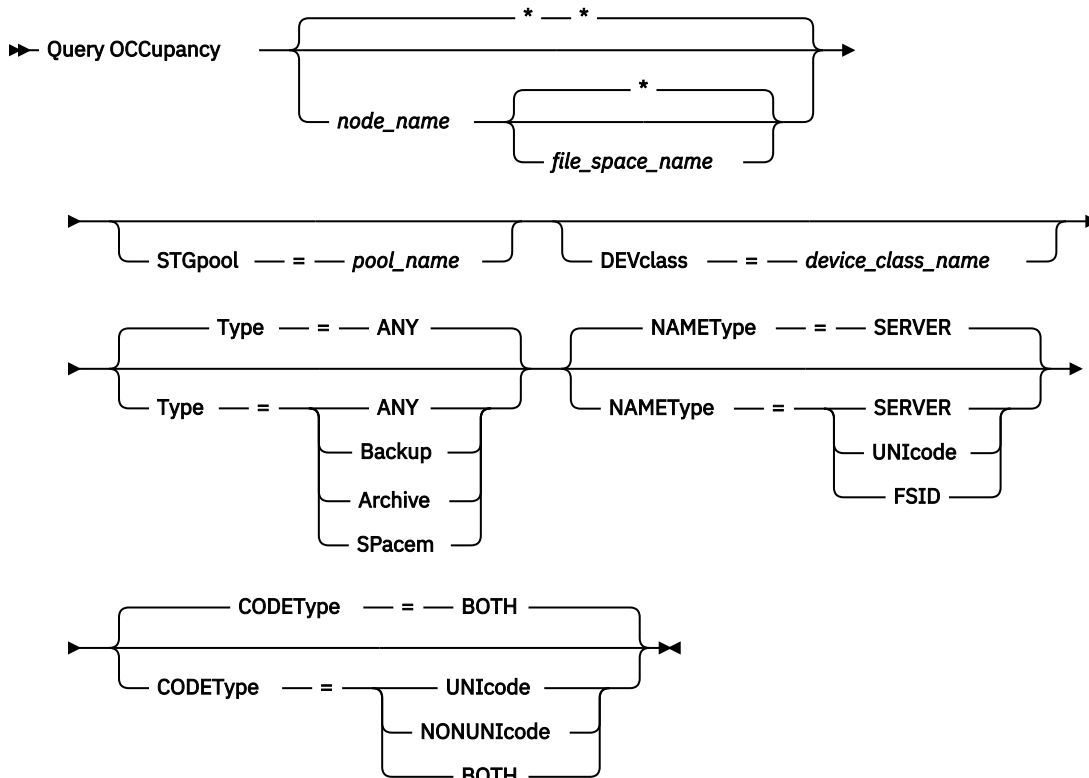 * *
Query OCCupancy
*
node_name
file_space_name
STGpool = pool_name DEVclass = device_class_name
Type = ANY NAMEType = SERVER
Type = ANY NAMEType = SERVER
Backup UNIcode
Archive FSID
SPacem
CODEType = BOTH
CODEType = UNIcode
NONUNIcode
BOTH